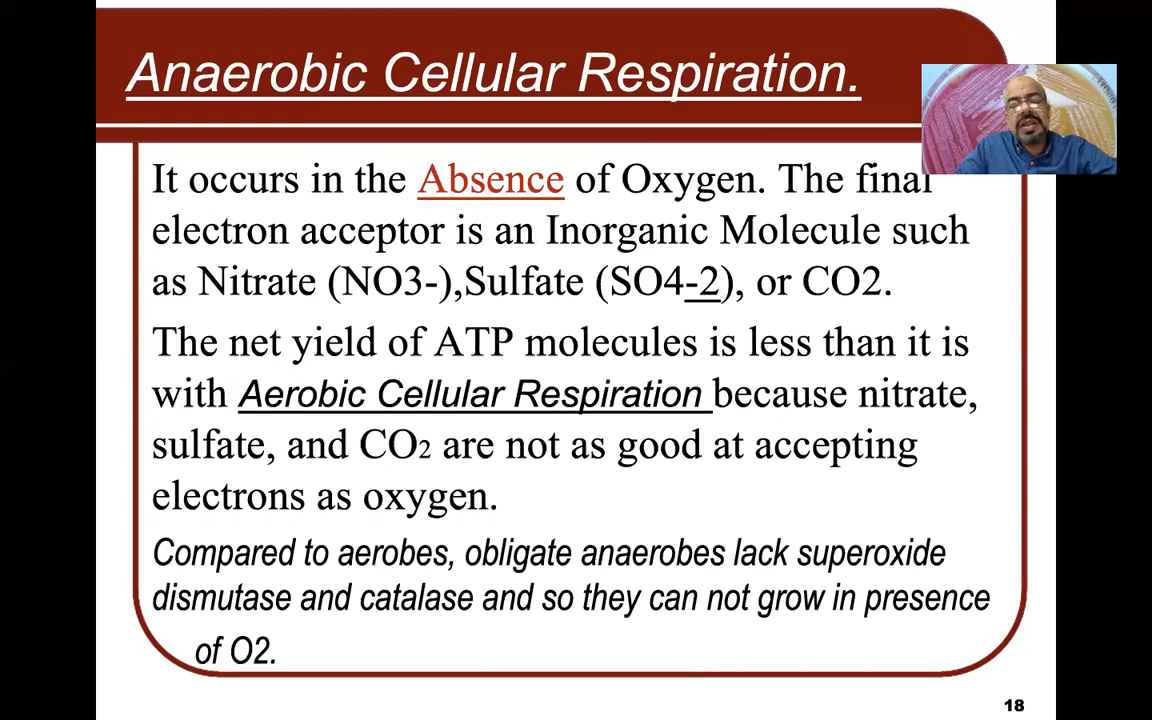 Anaerobic Cellular Respiration.
It occurs in the Absence of Oxygen. The final
electron acceptor is an Inorganic Molecule such
as Nitrate (NO3-),Sulfate (SO4-2), or CO2.
The net yield of ATP molecules is less than it is
with Aerobic Cellular Respiration because nitrate,
sulfate, and CO2 are not as good at accepting
electrons as oxygen.
Compared to aerobes, obligate anaerobes lack superoxide
dismutase and catalase and so they can not grow in presence
of O2.
18